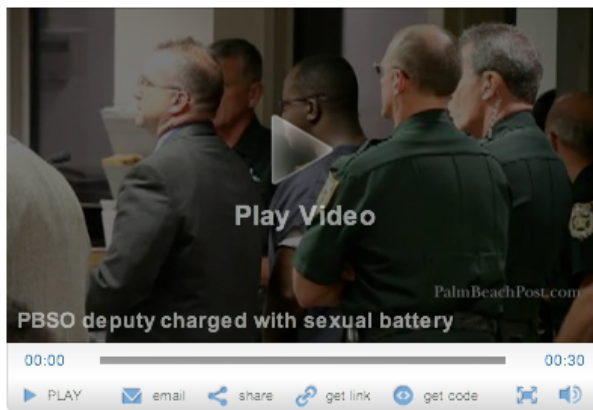 Play Video
PalmBeachPost.com
PBSO deputy charged with sexual battery
00:00
00:30
PLAY
email
share
get link
get code